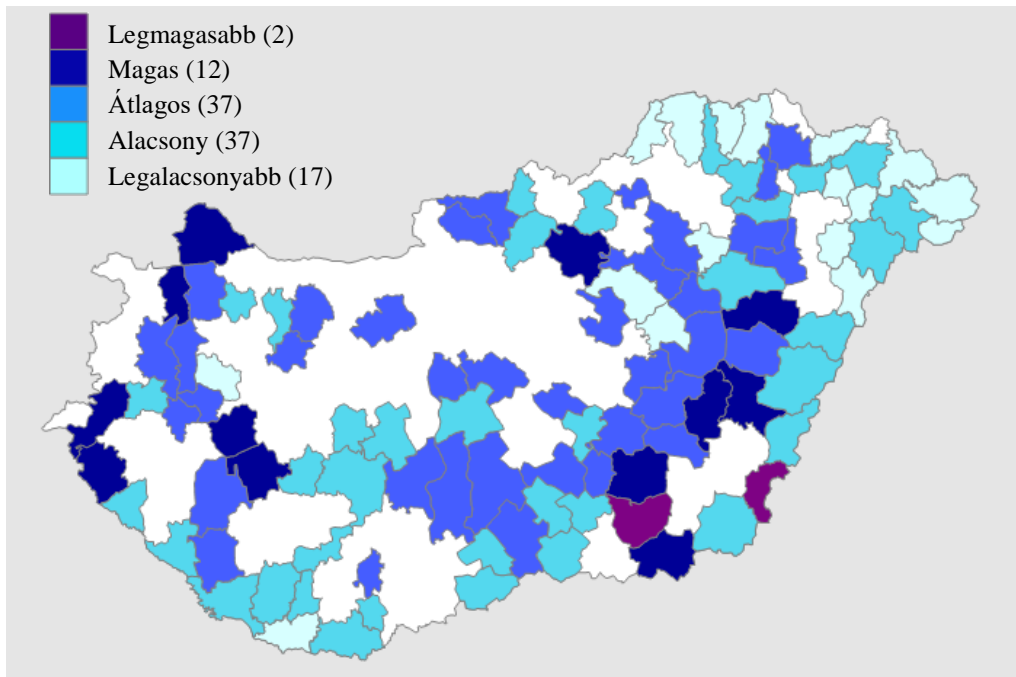 Legmagasabb (2)
Magas (12)
Átlagos (37)
Alacsony (37)
Legalacsonyabb (17)